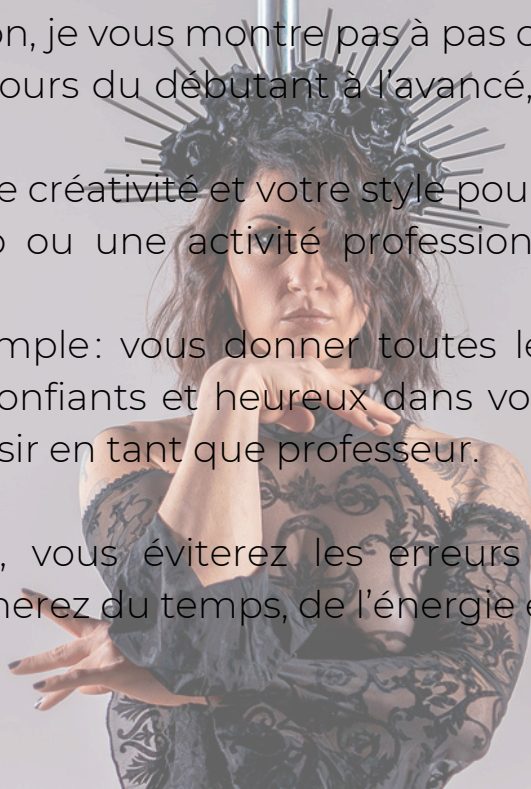 on, je vous montre pas à pas c
ours du débutant à l’avancé,
e créativité et votre style pou
o ou une activité profession
mple : vous donner toutes le
onfiants et heureux dans vo
sir en tant que professeur.
, vous éviterez les erreurs
nerez du temps, de l’énergie e